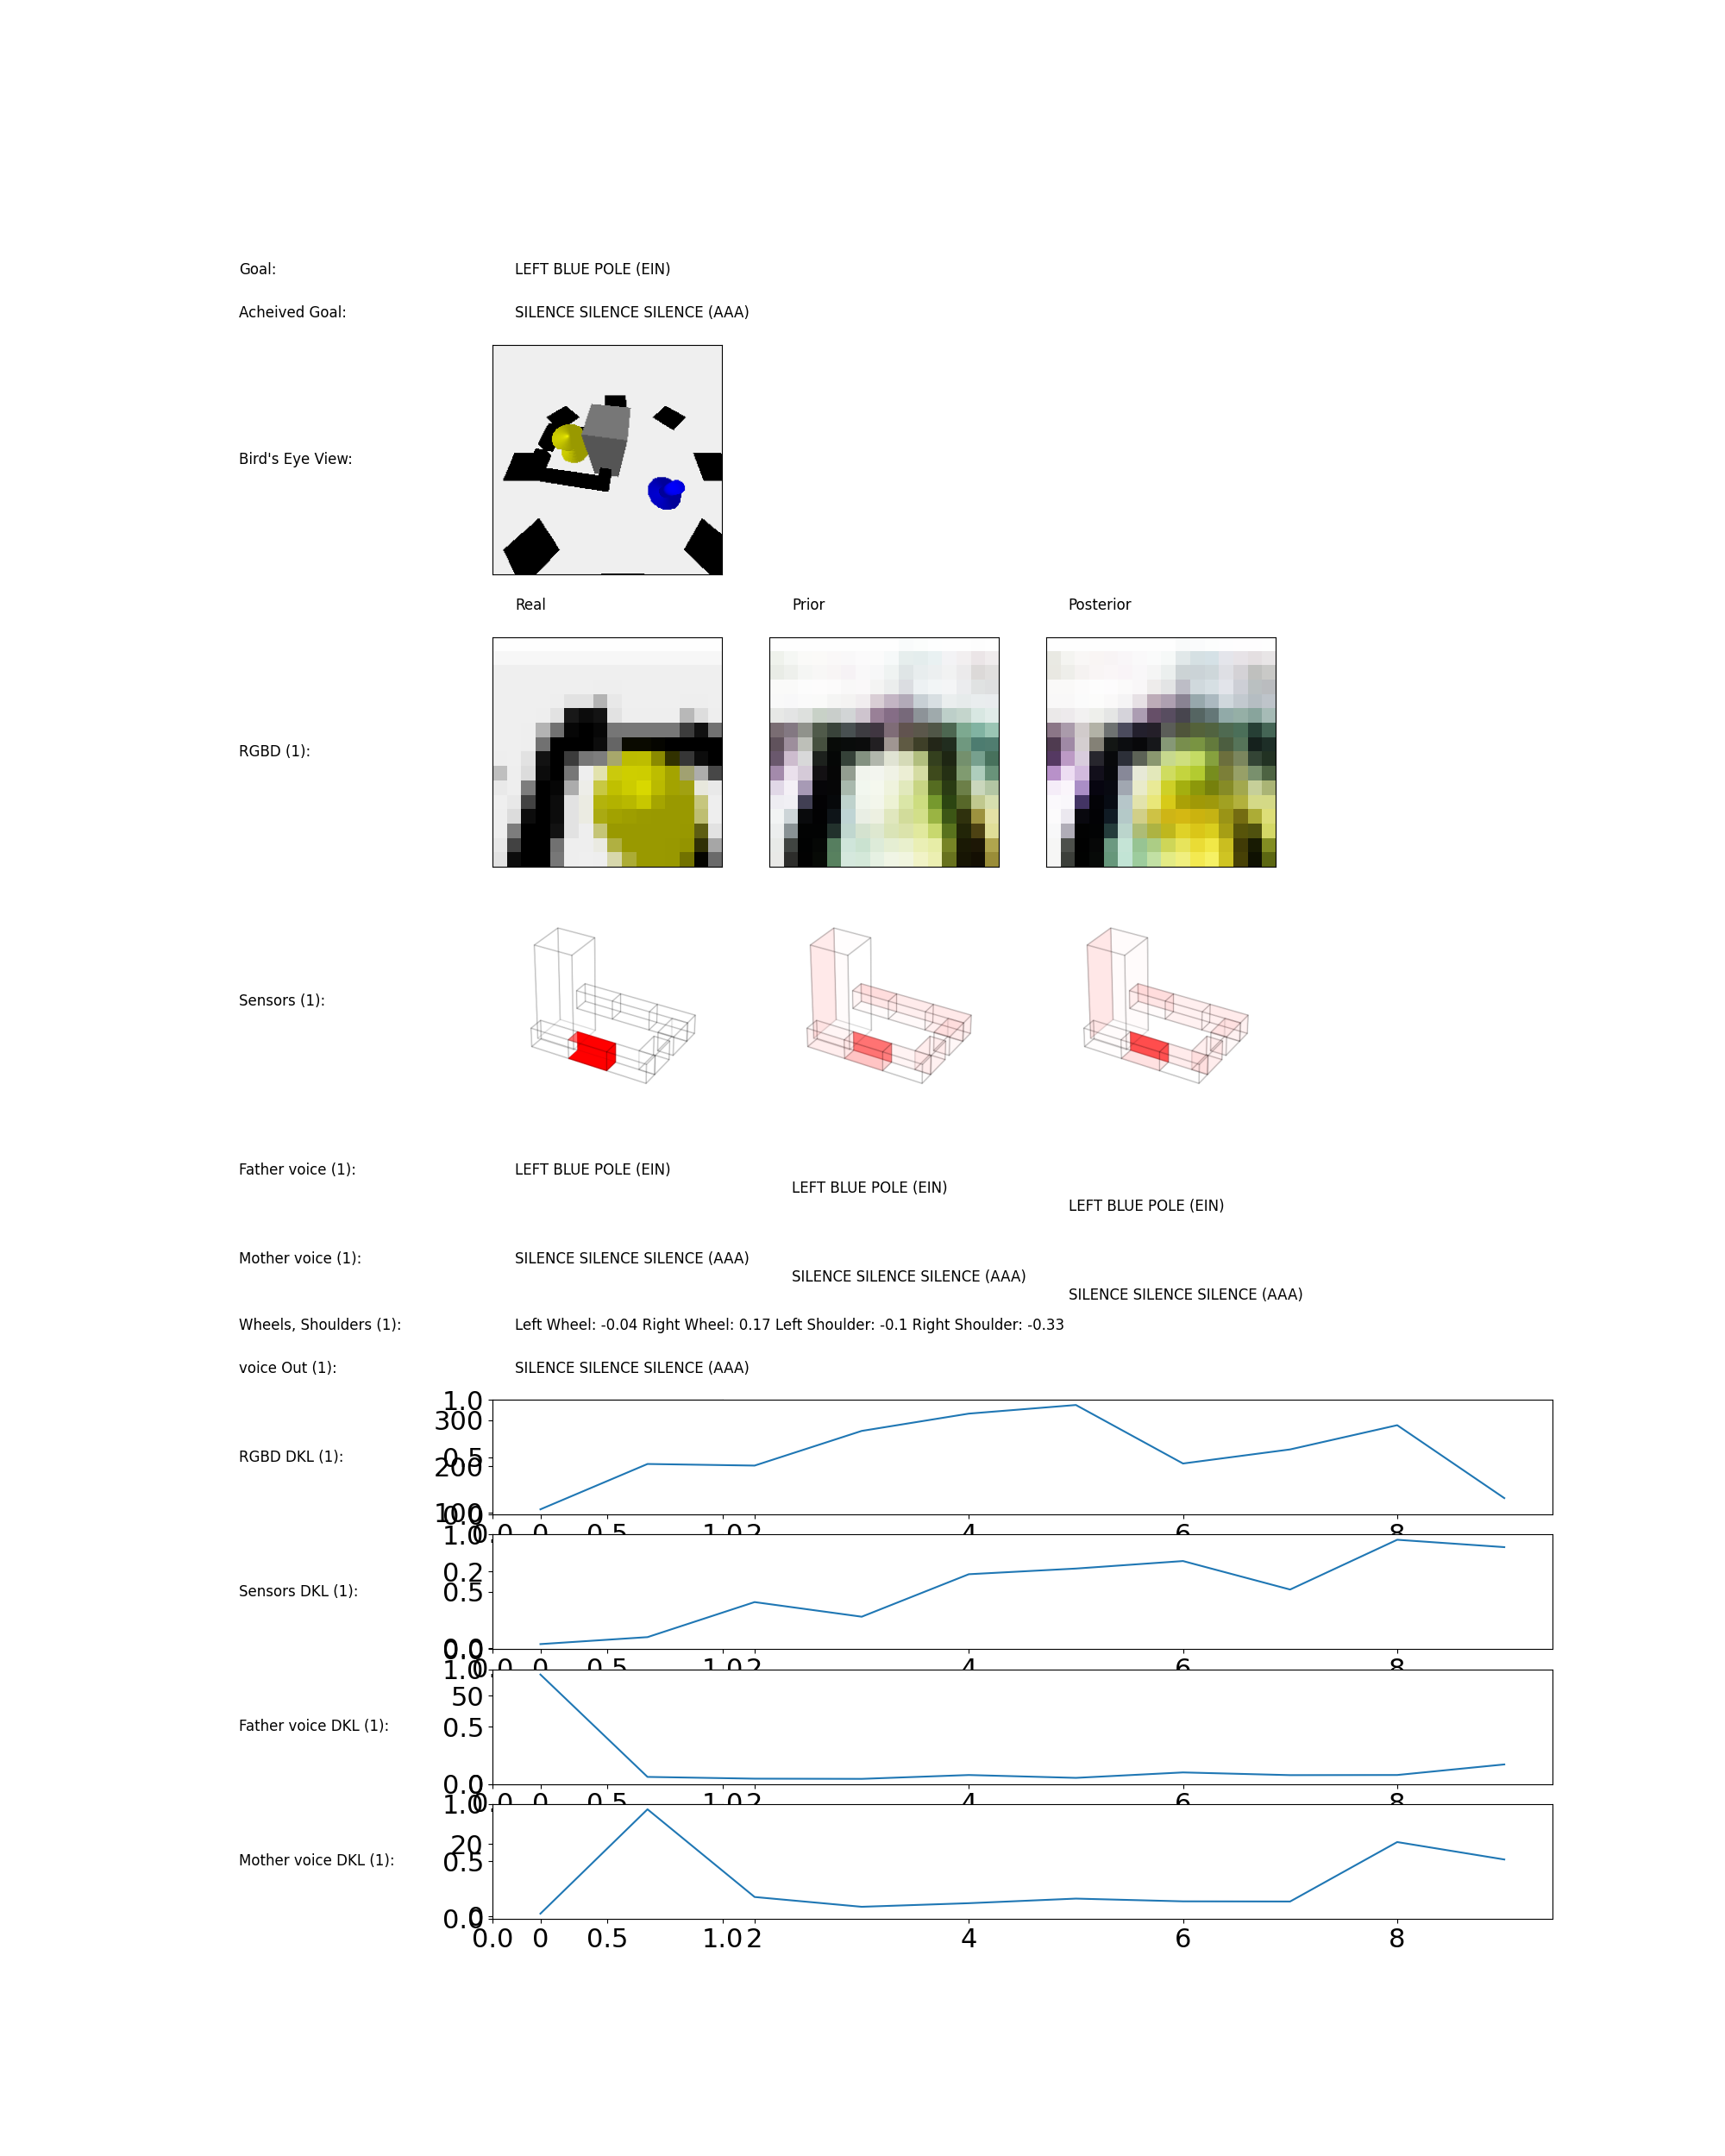 Goal: LEFT BLUE POLE (EIN)
Acheived Goal: SILENCE SILENCE SILENCE (AAA)
Bird's Eye View:
Real Prior Posterior
RGBD (1):
Sensors (1):
Father voice (1): LEFT BLUE POLE (EIN)
LEFT BLUE POLE (EIN)
LEFT BLUE POLE (EIN)
Mother voice (1): SILENCE SILENCE SILENCE (AAA)
SILENCE SILENCE SILENCE (AAA)
SILENCE SILENCE SILENCE (AAA)
Wheels, Shoulders (1): Left Wheel: -0.04 Right Wheel: 0.17 Left Shoulder: -0.1 Right Shoulder: -0.33
voice Out (1): SILENCE SILENCE SILENCE (AAA)
1.0
300
RGBD DKL (1): 0.5
200
100
0.0
0.0 0 0.5 1.0 2 4 6 8
1.0
0.2
Sensors DKL (1): 0.5
0.0
0.0
0.0 0 0.5 1.0 2 4 6 8
1.0
50
Father voice DKL (1): 0.5
0.0
0
0.0 0 0.5 1.0 2 4 6 8
1.0
20
Mother voice DKL (1): 0.5
0
0.0
0.0 0 0.5 1.0 2 4 6 8